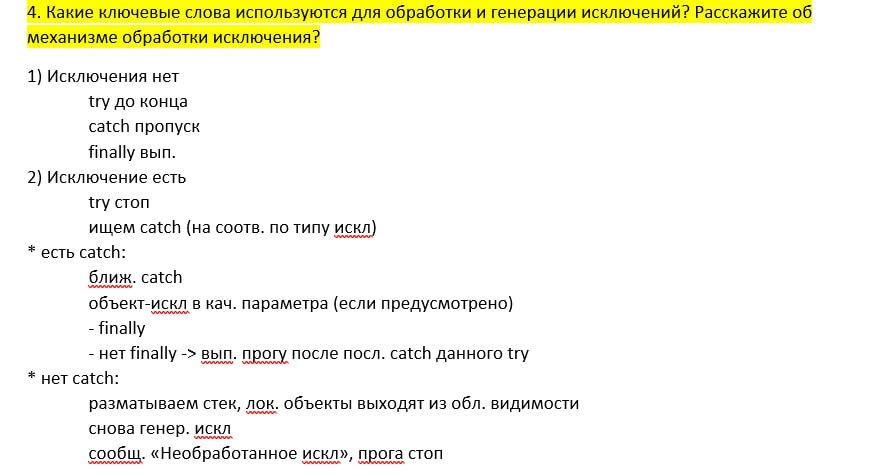 4. Какие ключевые слова используются для обработки и генерации исключений? Расскажите об
механизме обработки исключения?
1) Исключения нет
try до конца
catch пропуск
finally вып.
2) Исключение есть
try стоп
ищем catch (на соотв. по типу искл)
* есть catch:
ближ. catch
объект-искл в кач. параметра (если предусмотрено)
- finally
- нет finally -> вып. прогу после посл. catch данного try
* нет catch:
разматываем стек, лок. объекты выходят из обл. видимости
снова генер. искл
сообщ. «Необработанное искл», прога стоп